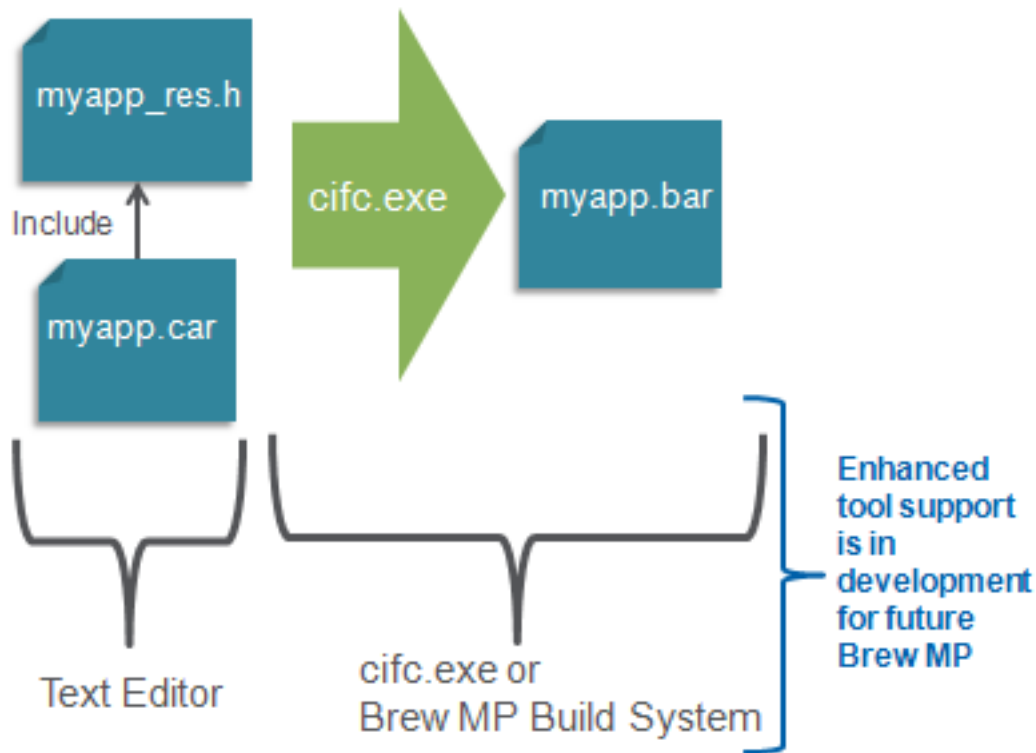 myapp_res.h
Include
myapp.car
cifc.exe
myapp.bar
Text Editor
cifc.exe or
Brew MP Build System
Enhanced
tool support
is in
development
for future
Brew MP